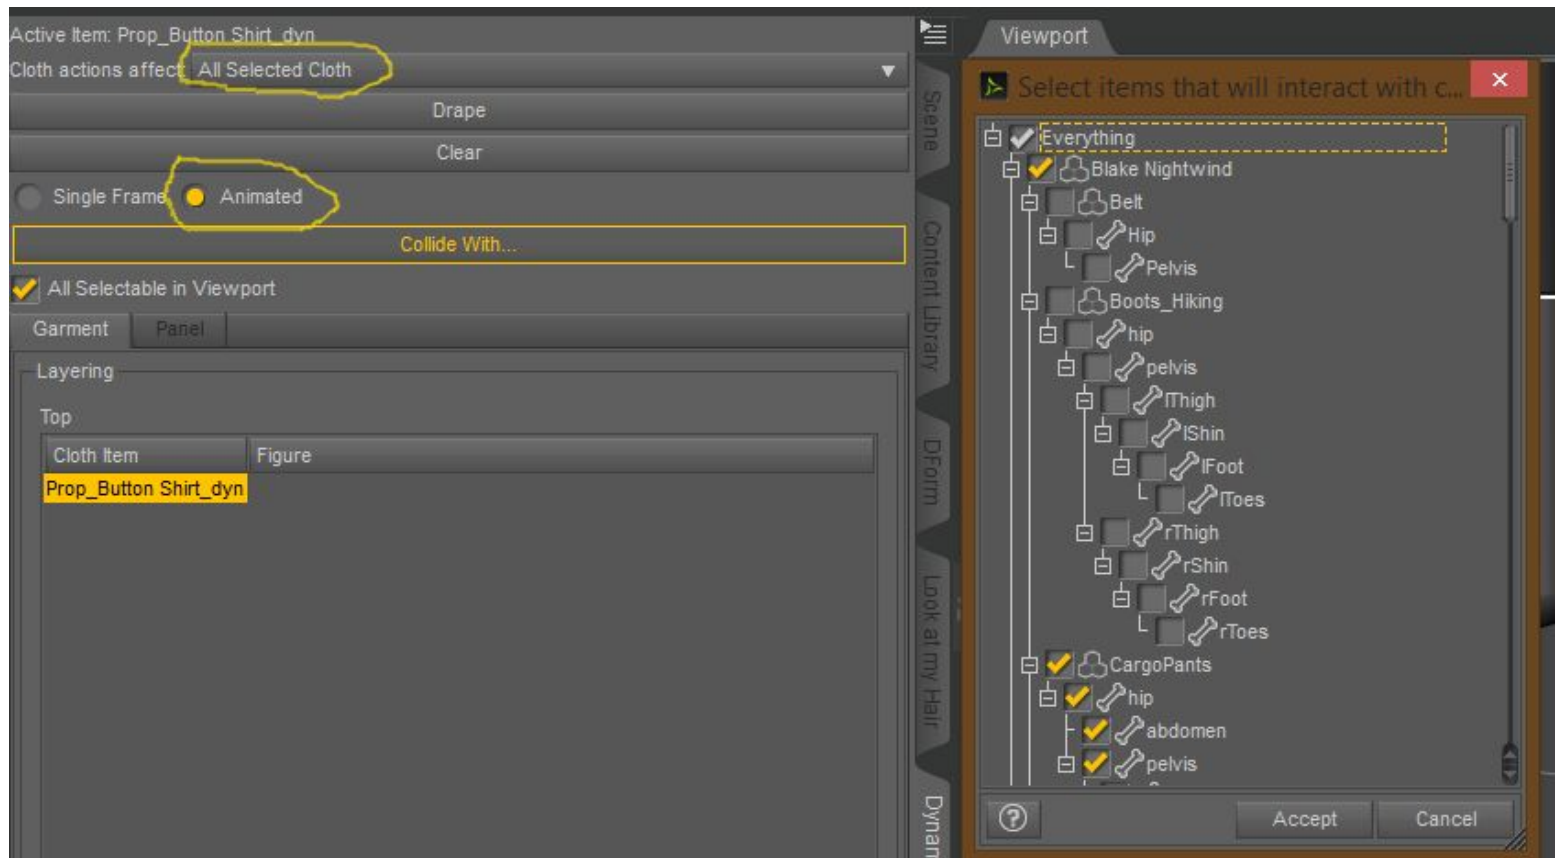 Active Item: Prop_Button Shirt_dyn
Cloth actions affect All Selected Cloth
Drape
Clear
Single Frame
Animated
Collide With...
All Selectable in Viewport
Garment
Panel
Layering
Top
Cloth Item
Figure
Prop_Button Shirt_dyn
Scene
Content Library
DForm
Look at my Hair
Dynam
Viewport
Select items that will interact with c...
Everything
Blake Nightwind
Belt
Hip
Pelvis
Boots_Hiking
hip
pelvis
lThigh
lShin
lFoot
lToes
rThigh
rShin
rFoot
rToes
CargoPants
hip
abdomen
pelvis
Accept
Cancel